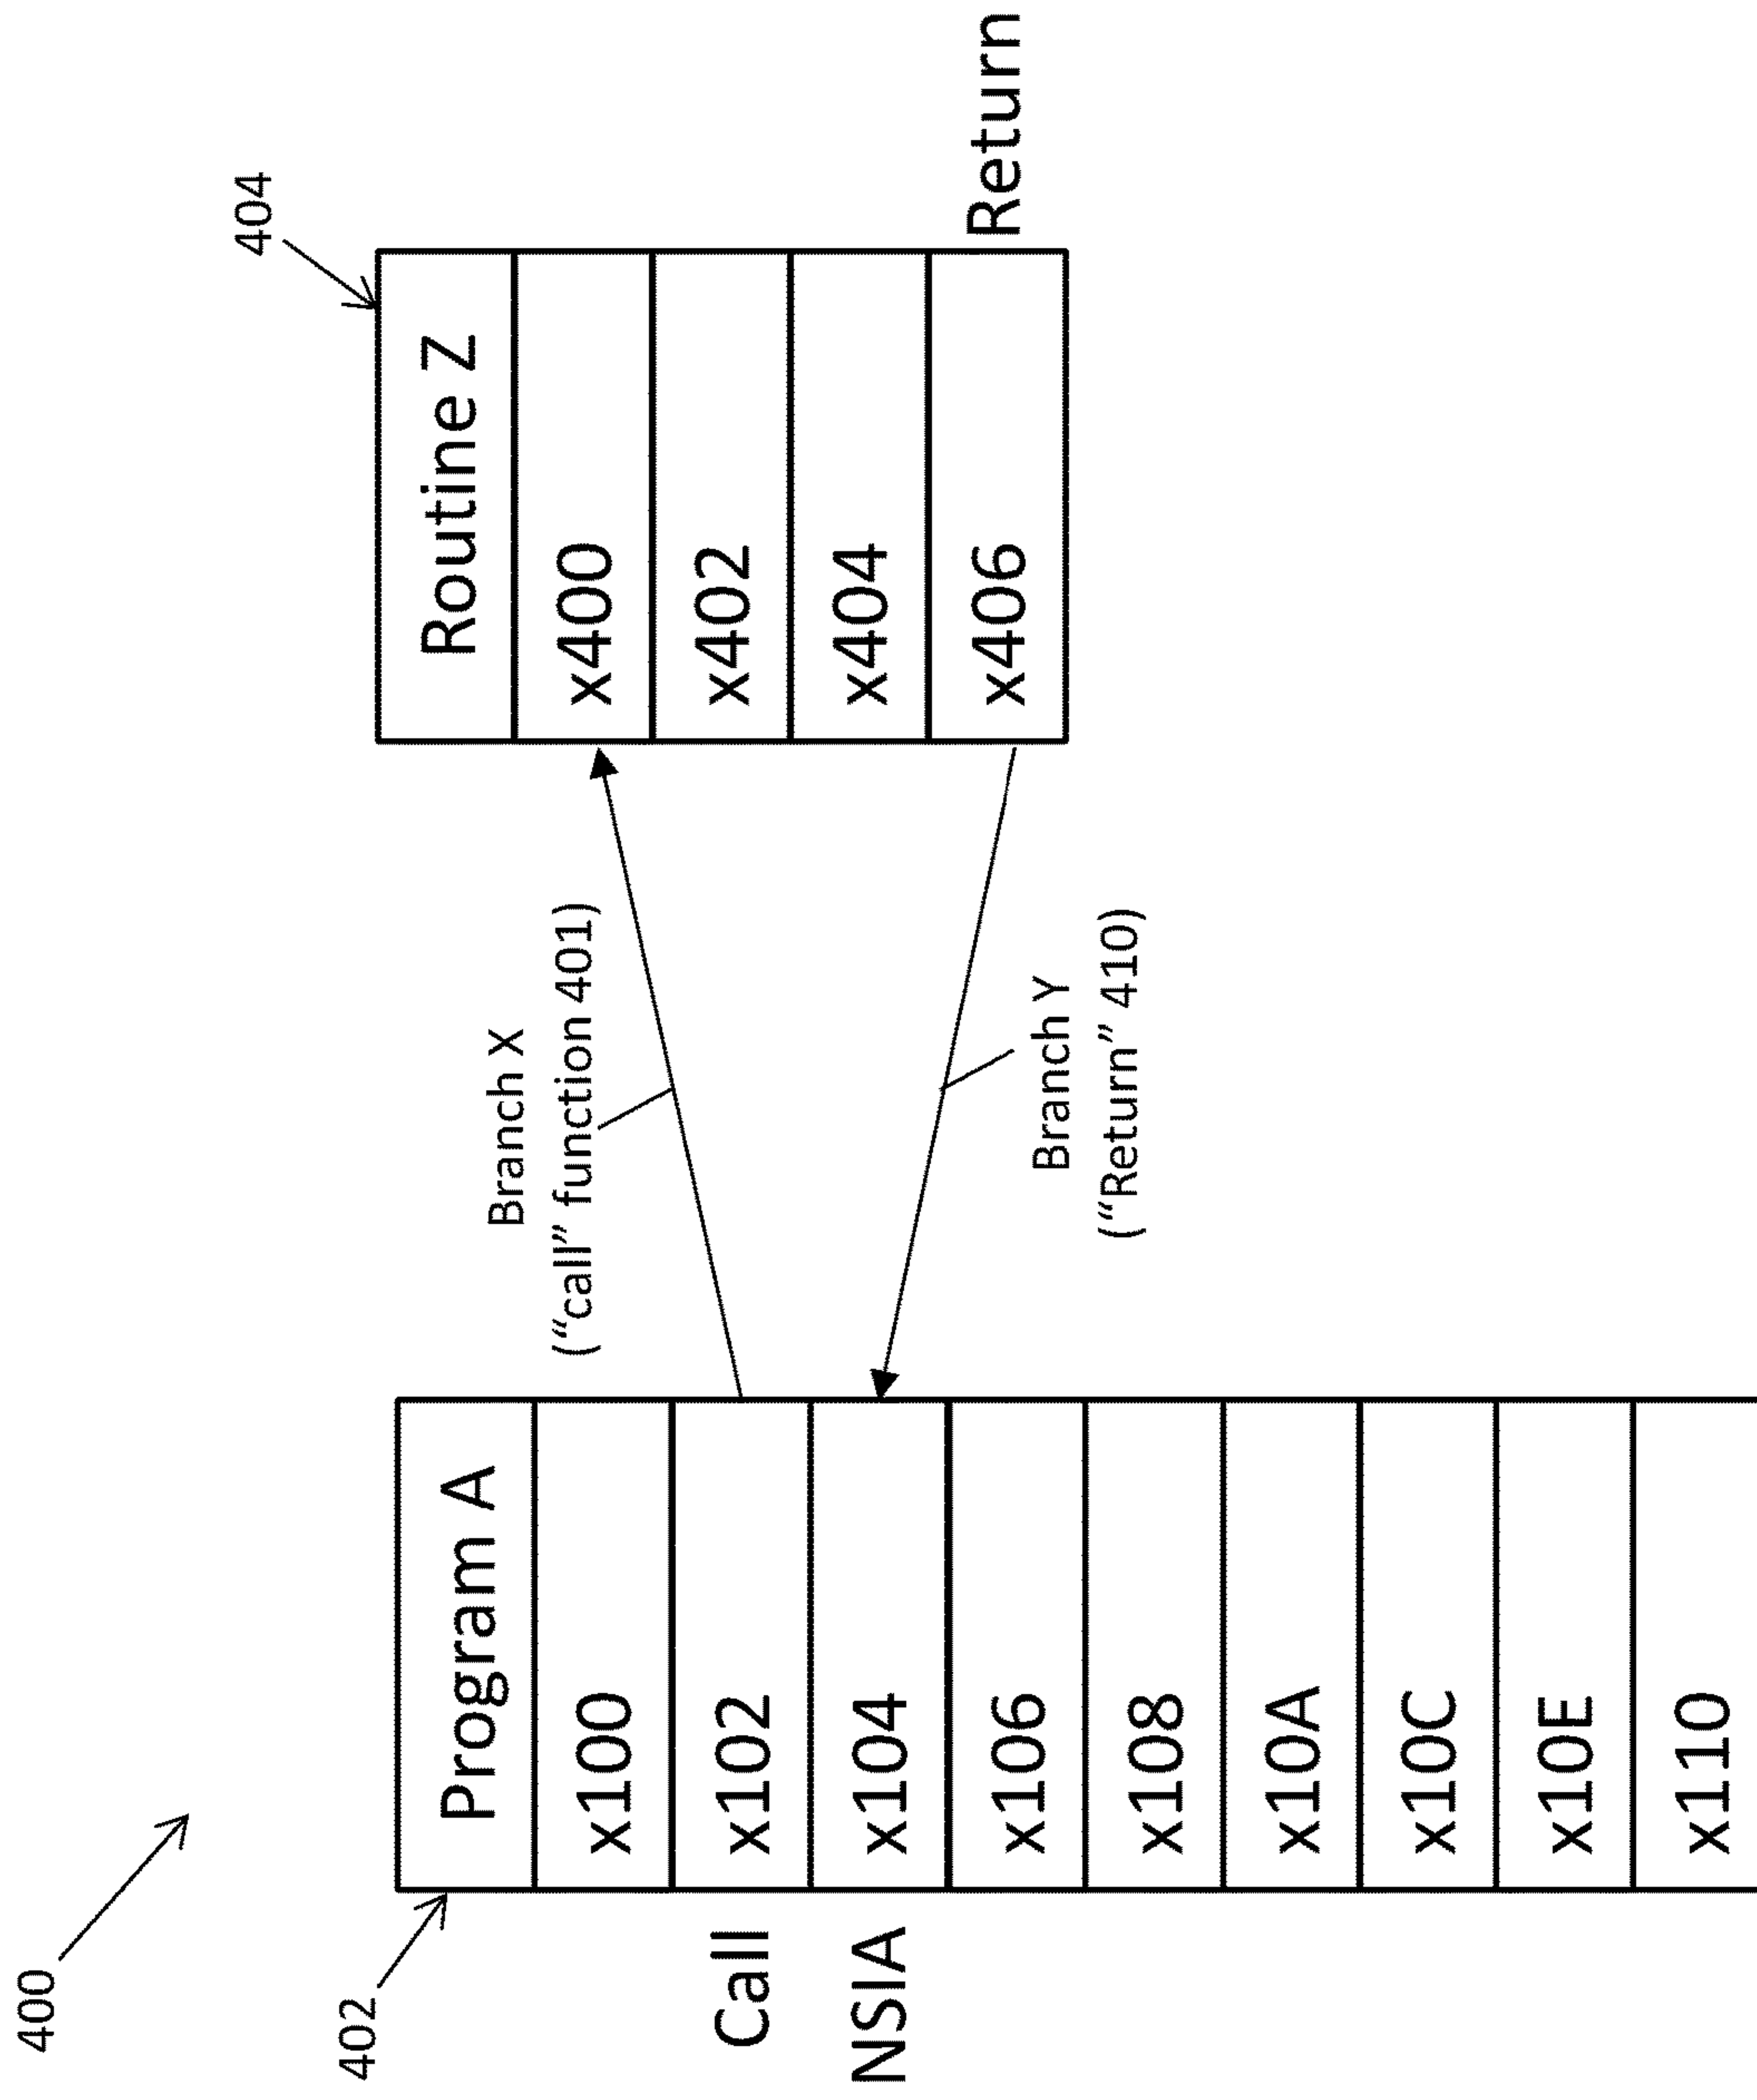 400
402
Program A
x100
Call x102
NSIA x104
x106
x108
x10A
x10C
x10E
x110
Branch X
(“call” function 401)
Branch Y
(“Return” 410)
404
Routine Z
x400
x402
x404
x406 Return